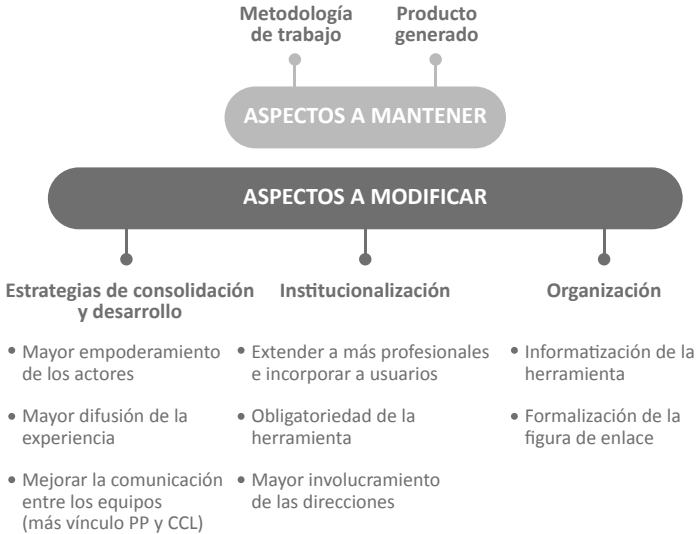 Metodología
de trabajo
Producto
generado
ASPECTOS A MANTENER
ASPECTOS A MODIFICAR
Estrategias de consolidación
y desarrollo
• Mayor empoderamiento
de los actores
• Mayor difusión de la
experiencia
• Mejorar la comunicación
entre los equipos
(más vínculo PP y CCL)
Institucionalización
• Extender a más profesionales
e incorporar a usuarios
• Obligatoriedad de la
herramienta
• Mayor involucramiento
de las direcciones
Organización
• Informatización de la
herramienta
• Formalización de la
figura de enlace